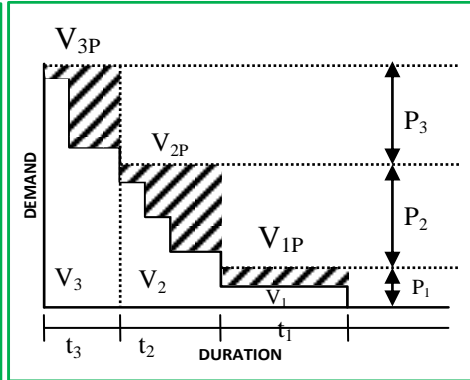 V3P
P3
V2P
DEMAND
V1P
P2
V3
V2
V1
P1
t3
t2
t1
DURATION